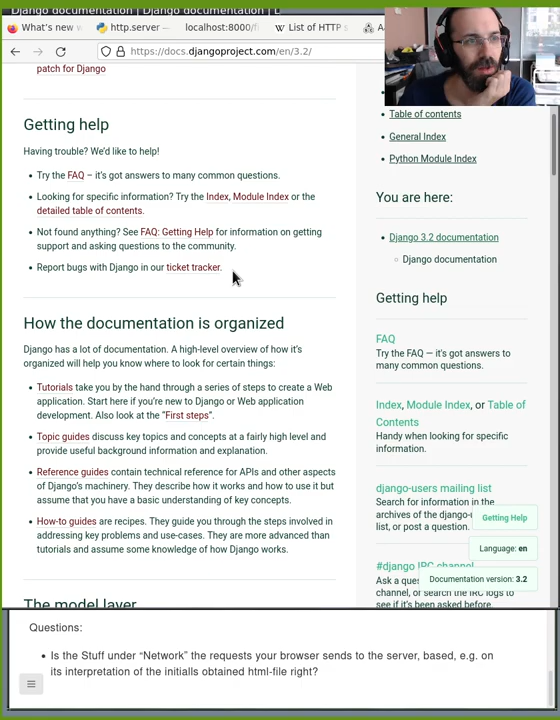 Django documentation | Django documentation | D
What's new
http.server —
localhost:8000/fi
List of HTTP s
patch for Django
https://docs.djangoproject.com/en/3.2/
Getting help
Having trouble? We'd like to help!
• Try the FAQ – it's got answers to many common questions.
• Looking for specific information? Try the Index, Module Index or the
detailed table of contents.
• Not found anything? See FAQ: Getting Help for information on getting
support and asking questions to the community.
• Report bugs with Django in our ticket tracker.
How the documentation is organized
Django has a lot of documentation. A high-level overview of how it's
organized will help you know where to look for certain things:
• Tutorials take you by the hand through a series of steps to create a Web
application. Start here if you're new to Django or Web application
development. Also look at the “First steps”.
• Topic guides discuss key topics and concepts at a fairly high level and
provide useful background information and explanation.
• Reference guides contain technical reference for APIs and other aspects
of Django's machinery. They describe how it works and how to use it but
assume that you have a basic understanding of key concepts.
• How-to guides are recipes. They guide you through the steps involved in
addressing key problems and use-cases. They are more advanced than
tutorials and assume some knowledge of how Django works.
The model layer
• Table of contents
• General Index
• Python Module Index
You are here:
• Django 3.2 documentation
◦ Django documentation
Getting help
FAQ
Try the FAQ — it's got answers to
many common questions.
Index, Module Index, or Table of
Contents
Handy when looking for specific
information.
django-users mailing list
Search for information in the
archives of the django-
list, or post a question.
#django IRC channel
Ask a ques
channel, or search the IRC logs to
see if it's been asked before.
Getting Help
Language: en
Documentation version: 3.2
Questions:
• Is the Stuff under “Network” the requests your browser sends to the server, based, e.g. on
its interpretation of the initialls obtained html-file right?